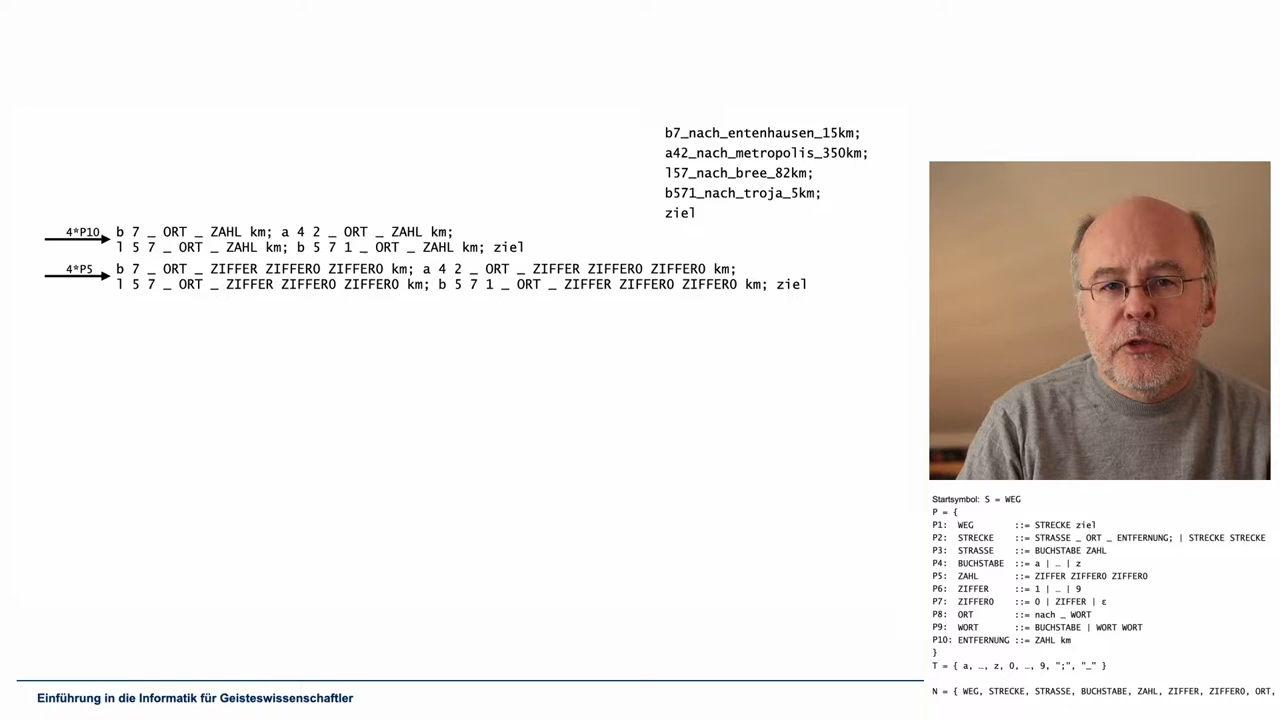 b7_nach_entenhausen_15km;
a42_nach_metropolis_350km;
l57_nach_bree_82km;
b571_nach_troja_5km;
ziel
4*P10 b 7 _ ORT _ ZAHL km; a 4 2 _ ORT _ ZAHL km;
l 5 7 _ ORT _ ZAHL km; b 5 7 1 _ ORT _ ZAHL km; ziel
4*P5 b 7 _ ORT _ ZIFFER ZIFFER0 ZIFFER0 km; a 4 2 _ ORT _ ZIFFER ZIFFER0 ZIFFER0 km;
l 5 7 _ ORT _ ZIFFER ZIFFER0 ZIFFER0 km; b 5 7 1 _ ORT _ ZIFFER ZIFFER0 ZIFFER0 km; ziel
Startsymbol: S = WEG
P = {
P1: WEG ::= STRECKE ziel
P2: STRECKE ::= STRASSE _ ORT _ ENTFERNUNG; | STRECKE STRECKE
P3: STRASSE ::= BUCHSTABE ZAHL
P4: BUCHSTABE ::= a | … | z
P5: ZAHL ::= ZIFFER ZIFFER0 ZIFFER0
P6: ZIFFER ::= 1 | … | 9
P7: ZIFFER0 ::= 0 | ZIFFER | ε
P8: ORT ::= nach _ WORT
P9: WORT ::= BUCHSTABE | WORT WORT
P10: ENTFERNUNG ::= ZAHL km
}
T = { a, …, z, 0, …, 9, ";", "_" }
N = { WEG, STRECKE, STRASSE, BUCHSTABE, ZAHL, ZIFFER, ZIFFER0, ORT,
Einführung in die Informatik für Geisteswissenschaftler